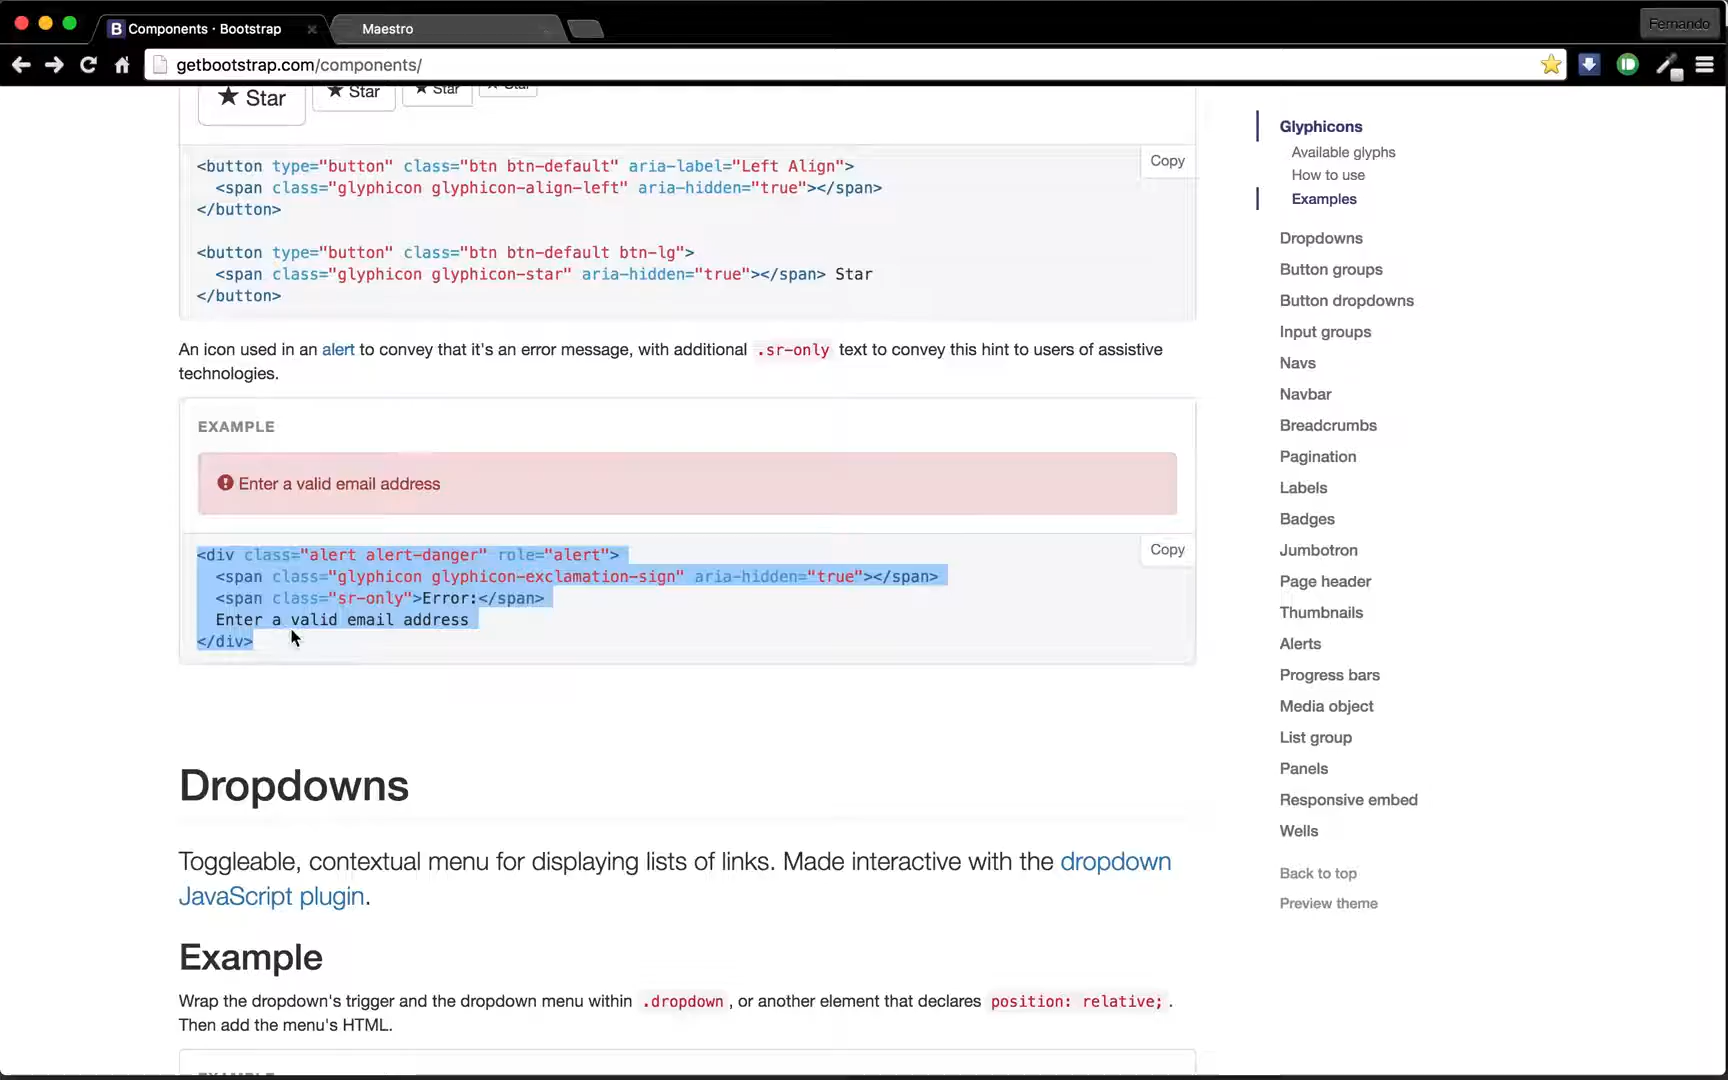 Components · Bootstrap
Maestro
Fernando
getbootstrap.com/components/
★ Star
★ Star
★ Star
Star
<button type="button" class="btn btn-default" aria-label="Left Align">
<span class="glyphicon glyphicon-align-left" aria-hidden="true"></span>
</button>
<button type="button" class="btn btn-default btn-lg">
<span class="glyphicon glyphicon-star" aria-hidden="true"></span> Star
</button>
Copy
An icon used in an alert to convey that it's an error message, with additional .sr-only text to convey this hint to users of assistive
technologies.
EXAMPLE
Enter a valid email address
<div class="alert alert-danger" role="alert">
<span class="glyphicon glyphicon-exclamation-sign" aria-hidden="true"></span>
<span class="sr-only">Error:</span>
Enter a valid email address
</div>
Copy
Dropdowns
Toggleable, contextual menu for displaying lists of links. Made interactive with the dropdown
JavaScript plugin.
Example
Wrap the dropdown's trigger and the dropdown menu within .dropdown, or another element that declares position: relative;.
Then add the menu's HTML.
EXAMPLE
Glyphicons
Available glyphs
How to use
Examples
Dropdowns
Button groups
Button dropdowns
Input groups
Navs
Navbar
Breadcrumbs
Pagination
Labels
Badges
Jumbotron
Page header
Thumbnails
Alerts
Progress bars
Media object
List group
Panels
Responsive embed
Wells
Back to top
Preview theme